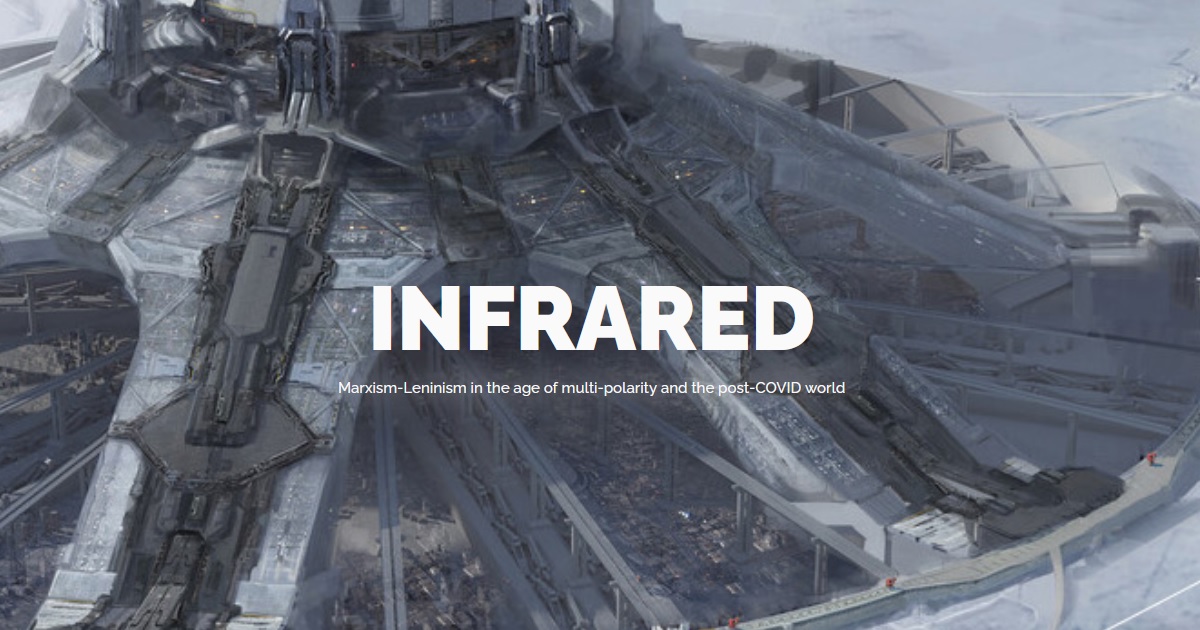 INFRARED
Marxism-Leninism in the age of multi-polarity and the post-COVID world